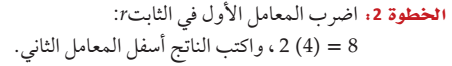 الخطوة 2: اضرب المعامل الأول في الثابت r:
2 (4) = 8 ، واكتب الناتج أسفل المعامل الثاني.